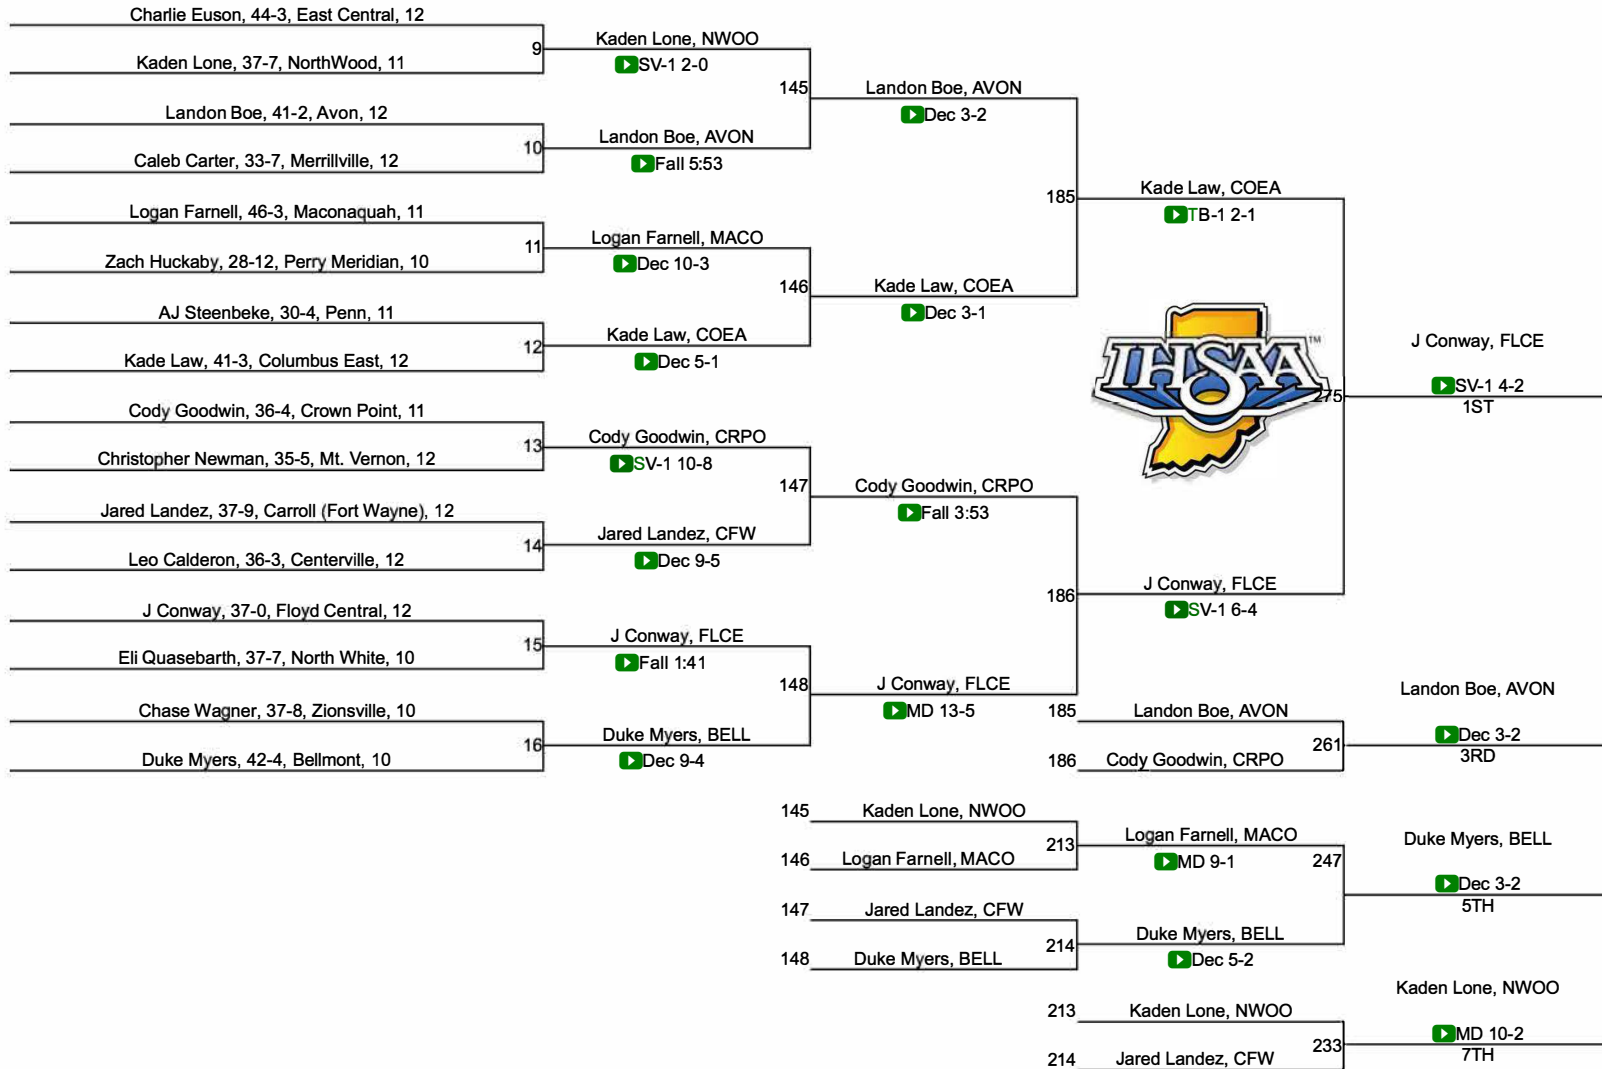 Charlie Euson, 44-3, East Central, 12
9
Kaden Lone, NWOO
Kaden Lone, 37-7, NorthWood, 11
SV-1 2-0
145
Landon Boe, AVON
Landon Boe, 41-2, Avon, 12
Dec 3-2
10
Landon Boe, AVON
Caleb Carter, 33-7, Merrillville, 12
Fall 5:53
185
Kade Law, COEA
Logan Farnell, 46-3, Maconaquah, 11
TB-1 2-1
11
Logan Farnell, MACO
Zach Huckaby, 28-12, Perry Meridian, 10
Dec 10-3
146
Kade Law, COEA
AJ Steenbeke, 30-4, Penn, 11
Dec 3-1
12
Kade Law, COEA
Kade Law, 41-3, Columbus East, 12
Dec 5-1
IHSAA™
J Conway, FLCE
275
SV-1 4-2
1ST
Cody Goodwin, 36-4, Crown Point, 11
13
Cody Goodwin, CRPO
Christopher Newman, 35-5, Mt. Vernon, 12
SV-1 10-8
147
Cody Goodwin, CRPO
Jared Landez, 37-9, Carroll (Fort Wayne), 12
Fall 3:53
14
Jared Landez, CFW
Leo Calderon, 36-3, Centerville, 12
Dec 9-5
186
J Conway, FLCE
J Conway, 37-0, Floyd Central, 12
SV-1 6-4
15
J Conway, FLCE
Eli Quasebarth, 37-7, North White, 10
Fall 1:41
148
J Conway, FLCE
Chase Wagner, 37-8, Zionsville, 10
MD 13-5
16
Duke Myers, BELL
Duke Myers, 42-4, Bellmont, 10
Dec 9-4
185
Landon Boe, AVON
Landon Boe, AVON
261
Dec 3-2
3RD
186
Cody Goodwin, CRPO
145
Kaden Lone, NWOO
213
Logan Farnell, MACO
146
Logan Farnell, MACO
MD 9-1
247
Duke Myers, BELL
Dec 3-2
5TH
147
Jared Landez, CFW
214
Duke Myers, BELL
148
Duke Myers, BELL
Dec 5-2
Kaden Lone, NWOO
213
Kaden Lone, NWOO
233
MD 10-2
7TH
214
Jared Landez, CFW